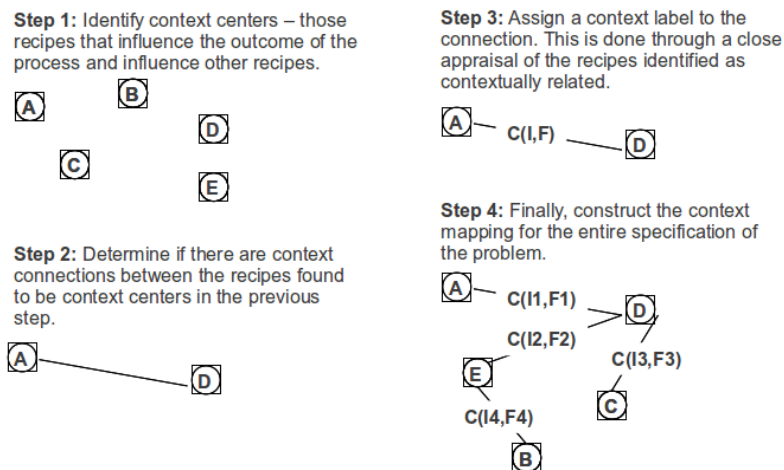 Step 1: Identify context centers – those
recipes that influence the outcome of the
process and influence other recipes.
A
B
D
C
E
Step 2: Determine if there are context
connections between the recipes found
to be context centers in the previous
step.
A
D
Step 3: Assign a context label to the
connection. This is done through a close
appraisal of the recipes identified as
contextually related.
A
C(I,F)
D
Step 4: Finally, construct the context
mapping for the entire specification of
the problem.
A
C(I1,F1)
D
C(I2,F2)
E
C(I3,F3)
C
C(I4,F4)
B